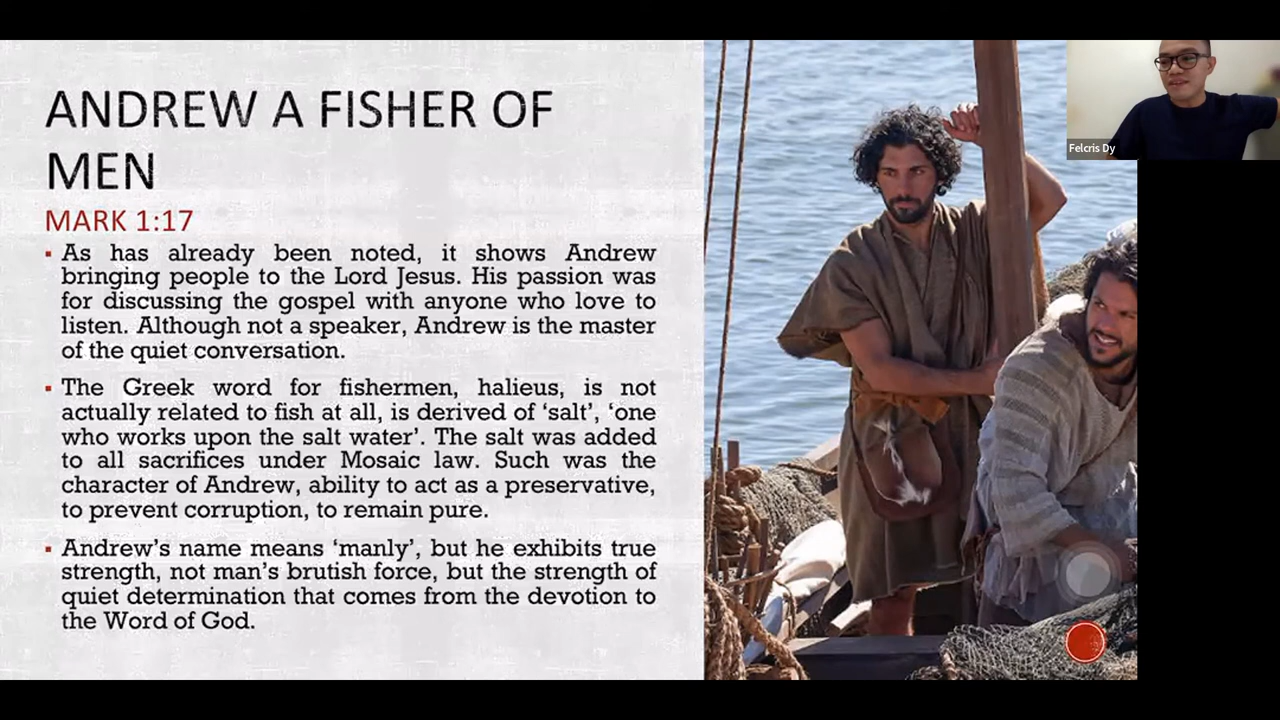 ANDREW A FISHER OF
MEN
MARK 1:17
▪ As has already been noted, it shows Andrew
bringing people to the Lord Jesus. His passion was
for discussing the gospel with anyone who love to
listen. Although not a speaker, Andrew is the master
of the quiet conversation.
▪ The Greek word for fishermen, halieus, is not
actually related to fish at all, is derived of ‘salt’, ‘one
who works upon the salt water’. The salt was added
to all sacrifices under Mosaic law. Such was the
character of Andrew, ability to act as a preservative,
to prevent corruption, to remain pure.
▪ Andrew’s name means ‘manly’, but he exhibits true
strength, not man’s brutish force, but the strength of
quiet determination that comes from the devotion to
the Word of God.
Felcris Dy